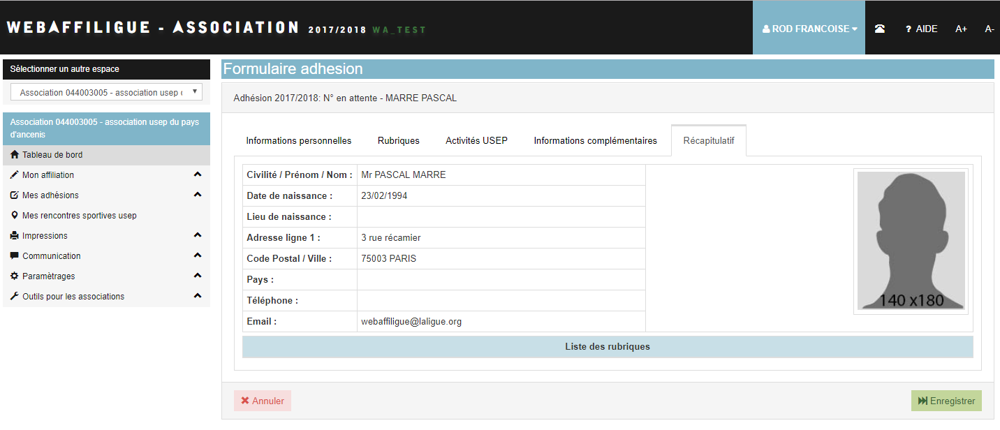 WEBAFFILIGUE - ASSOCIATION 2017/2018 WA_TEST
ROD FRANCOISE
? AIDE
A+
A-
Sélectionner un autre espace
Association 044003005 - association usep
Association 044003005 - association usep du pays
d'ancenis
Tableau de bord
Mon affiliation
Mes adhésions
Mes rencontres sportives usep
Impressions
Communication
Paramètrages
Outils pour les associations
Formulaire adhesion
Adhésion 2017/2018: N° en attente - MARRE PASCAL
Informations personnelles
Rubriques
Activités USEP
Informations complémentaires
Récapitulatif
Civilité / Prénom / Nom : Mr PASCAL MARRE
Date de naissance : 23/02/1994
Lieu de naissance :
Adresse ligne 1 : 3 rue récamier
Code Postal / Ville : 75003 PARIS
Pays :
Téléphone :
Email : webaffiligue@laligue.org
140 x180
Liste des rubriques
Annuler
Enregistrer